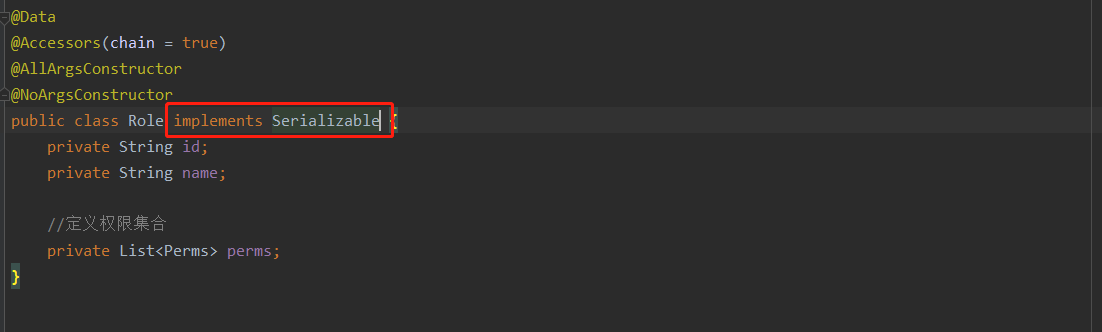 @Data
@Accessors(chain = true)
@AllArgsConstructor
@NoArgsConstructor
public class Role implements Serializable {
    private String id;
    private String name;
    //定义权限集合
    private List<Perms> perms;
}